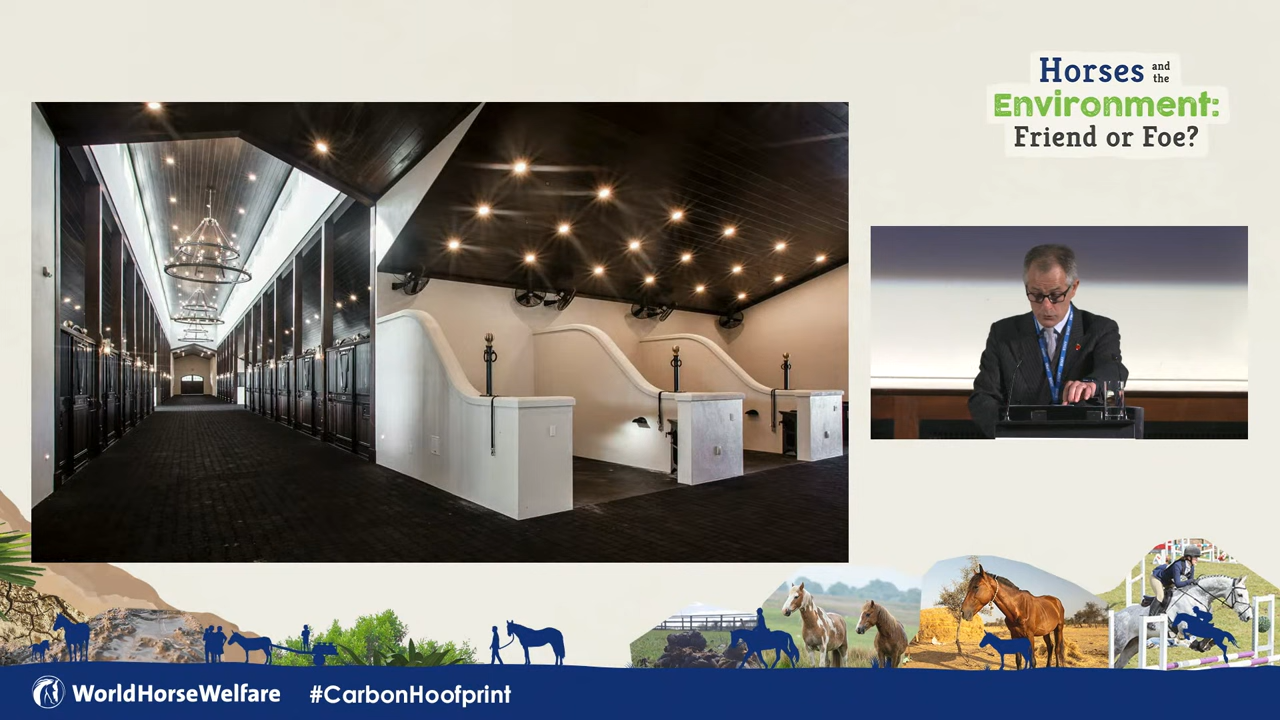 Horses and the
Environment:
Friend or Foe?
WorldHorseWelfare #CarbonHoofprint